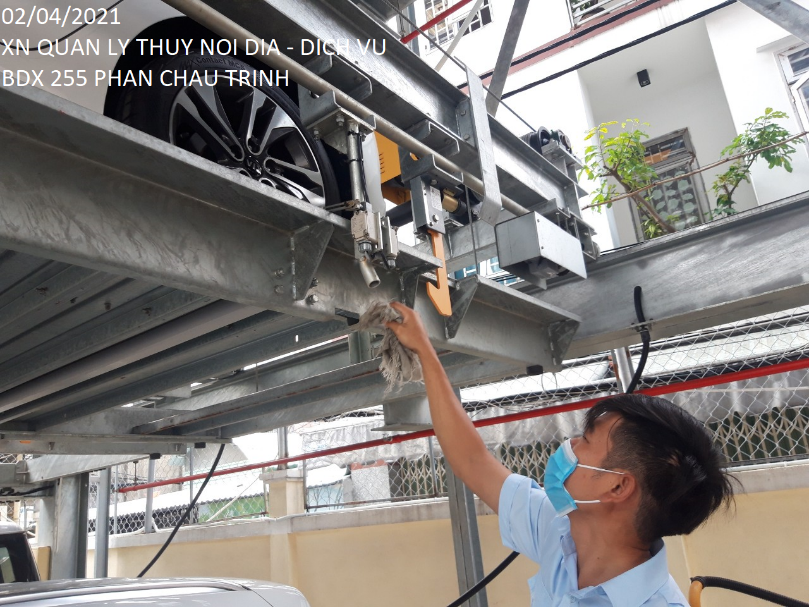 02/04/2021
XN QUAN LY THUY NOI DIA - DICH VU
BDX 255 PHAN CHAU TRINH